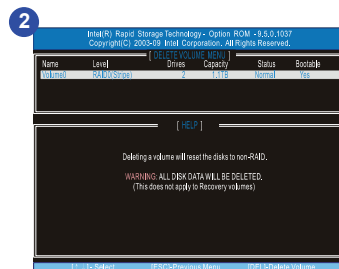 2
Intel(R) Rapid Storage Technology - Option ROM - 9.5.0.1037
Copyright(C) 2003-09 Intel Corporation. All Rights Reserved.
[ DELETE VOLUME MENU ]
Name Level Drives Capacity Status Bootable
Volume0 RAID0(Stripe) 2 1.1TB Normal Yes
[ HELP ]
Deleting a volume will reset the disks to non-RAID.
WARNING: ALL DISK DATA WILL BE DELETED.
(This does not apply to Recovery volumes)
[↑↓]- Select [ESC]-Previous Menu [DEL]-Delete Volume